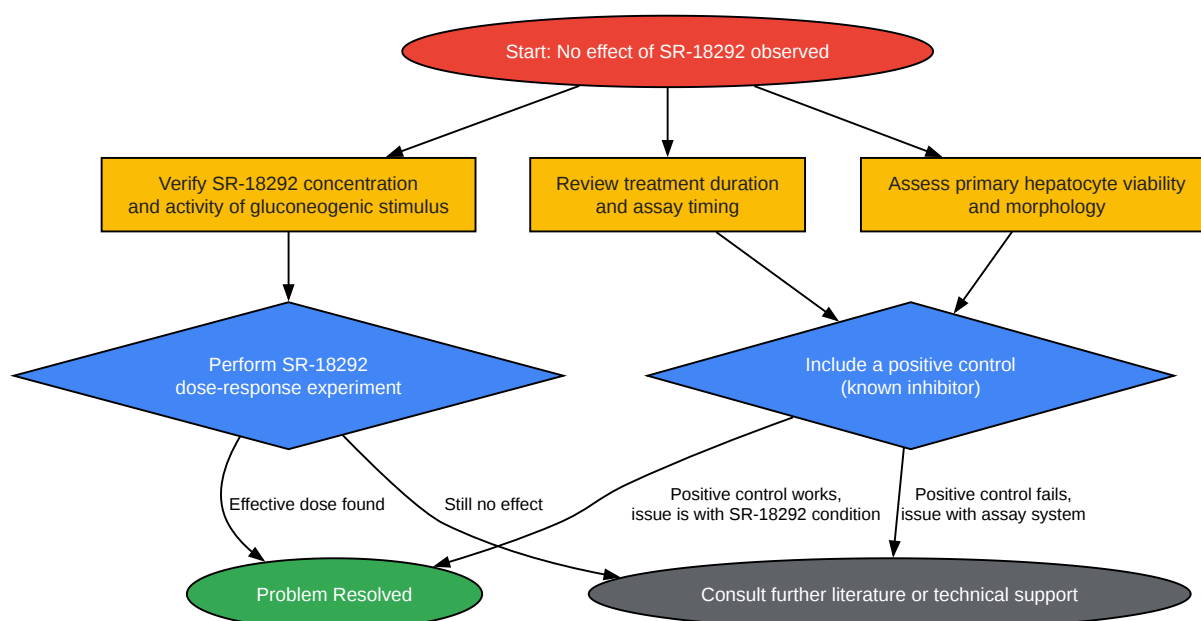 Start: No effect of SR-18292 observed
Verify SR-18292 concentration
and activity of gluconeogenic stimulus
Review treatment duration
and assay timing
Assess primary hepatocyte viability
and morphology
Perform SR-18292
dose-response experiment
Include a positive control
(known inhibitor)
Effective dose found
Still no effect
Positive control works,
issue is with SR-18292 condition
Positive control fails,
issue with assay system
Problem Resolved
Consult further literature or technical support